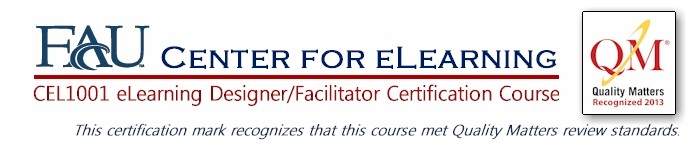 FAU CENTER FOR ELEARNING
CEL1001 eLearning Designer/Facilitator Certification Course
QM®
Quality Matters
Recognized 2013
This certification mark recognizes that this course met Quality Matters review standards.